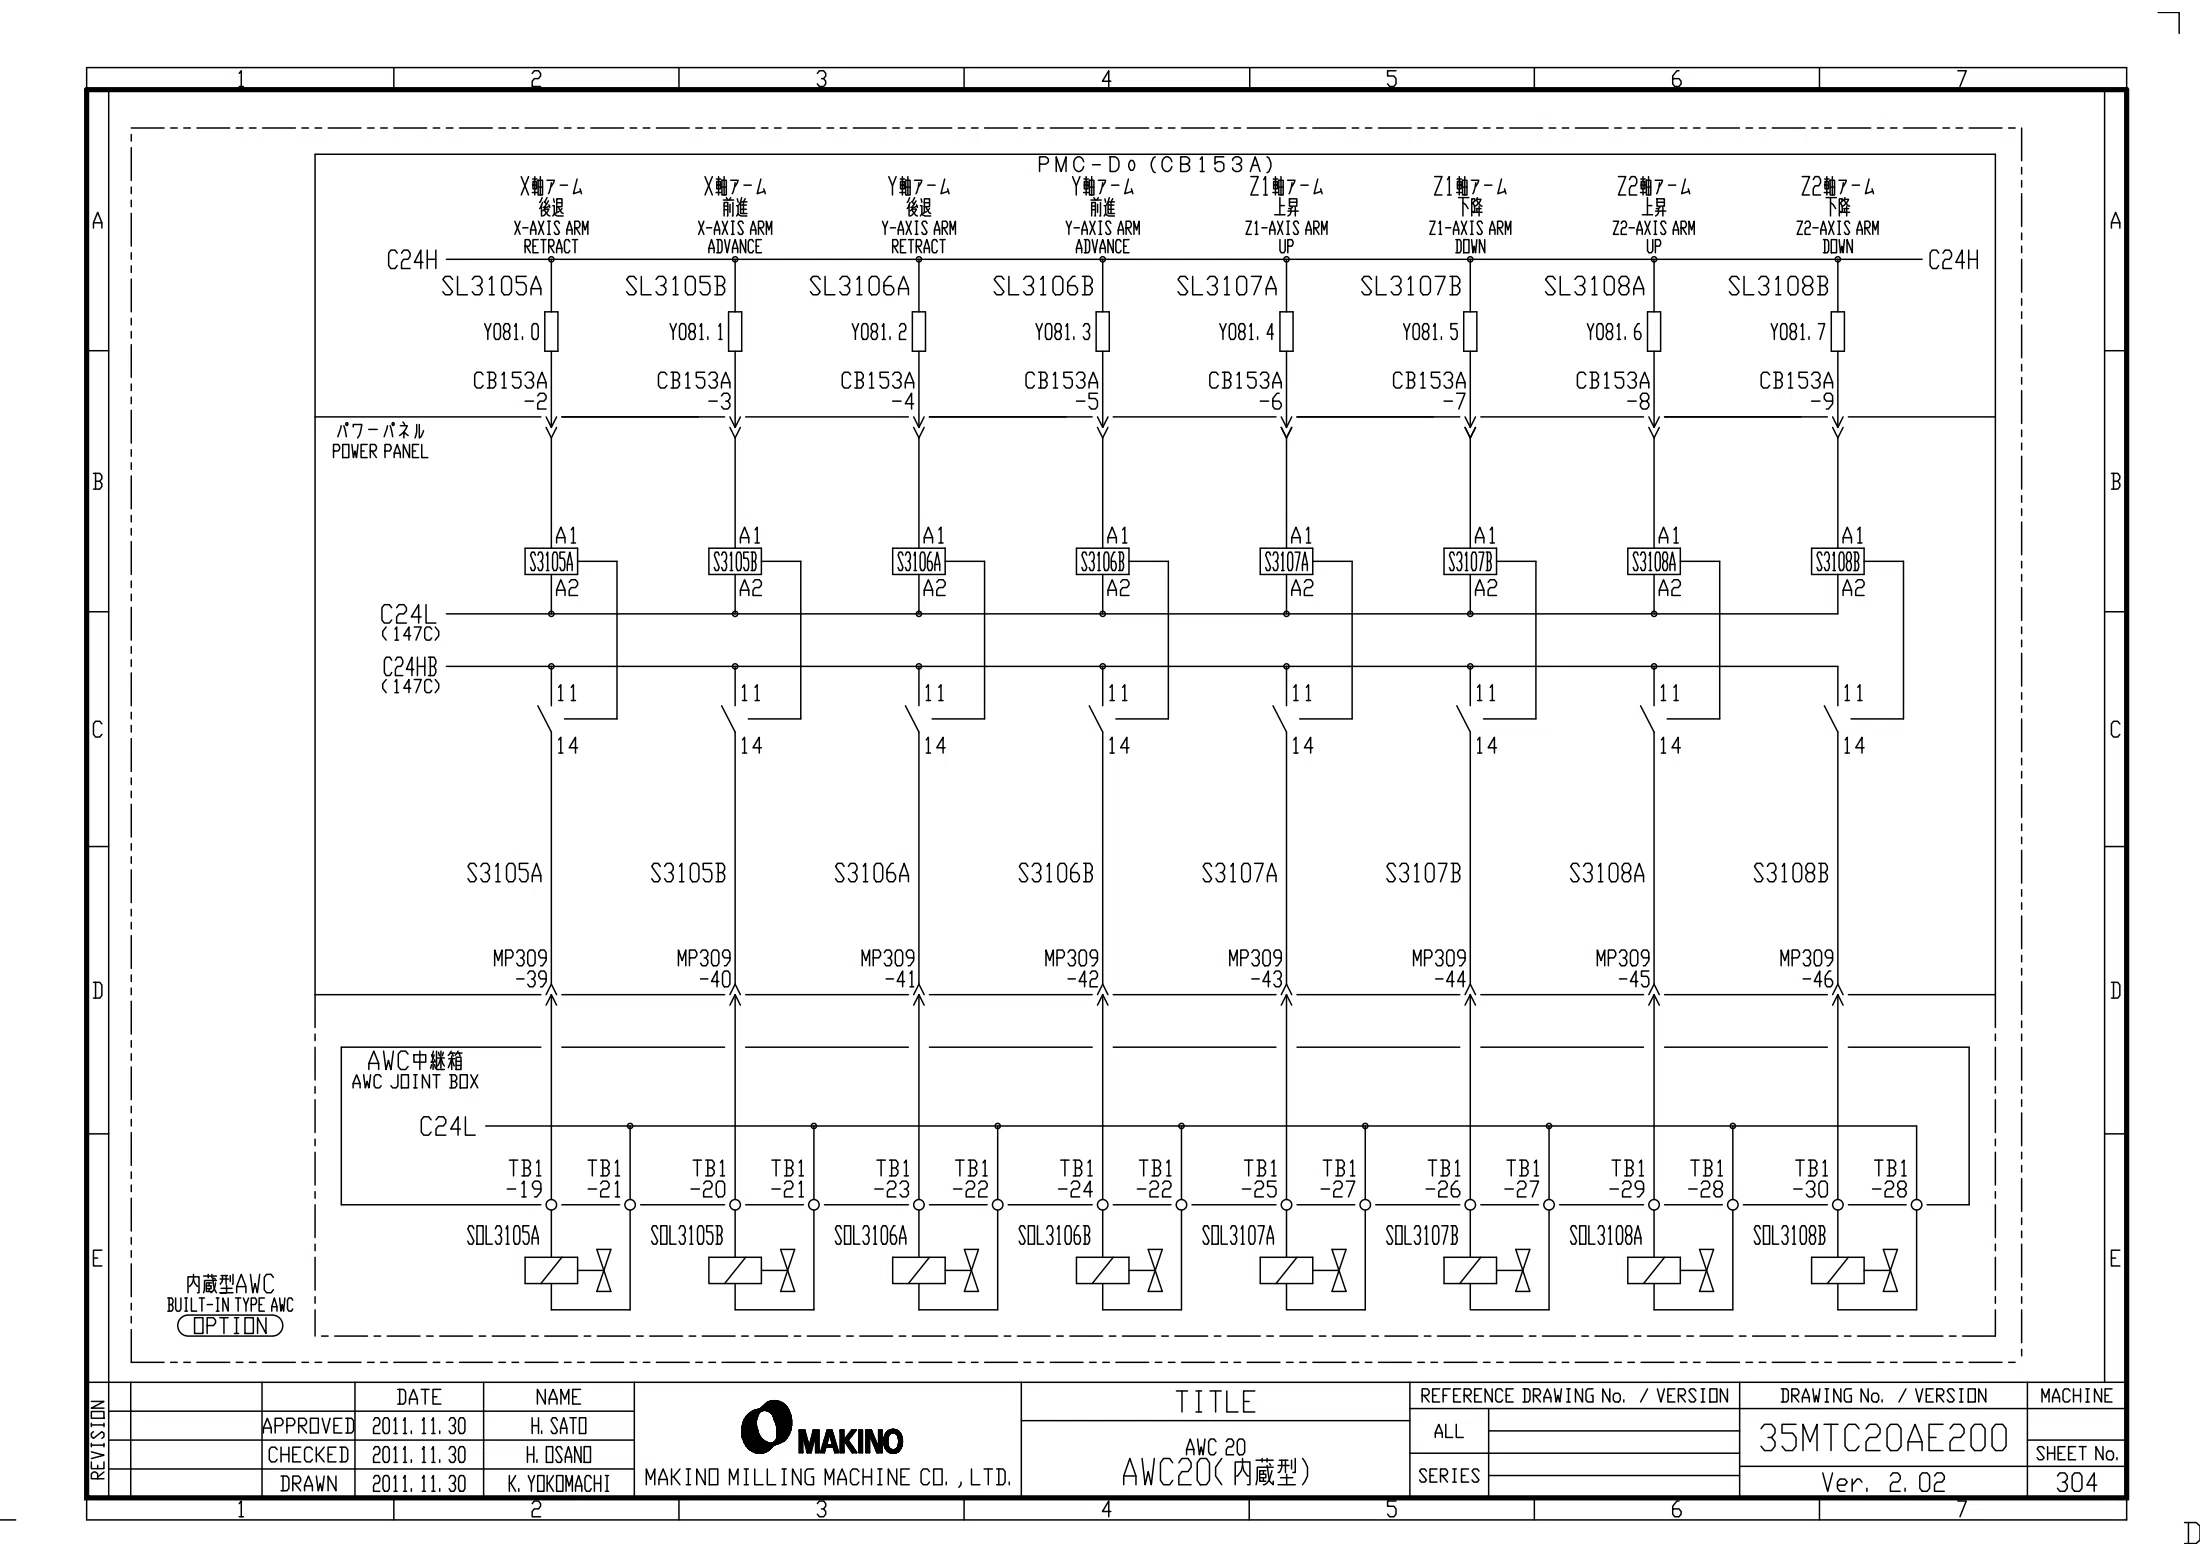 1 2 3 4 5 6 7
PMC-Do (CB153A)
X軸アーム X軸アーム Y軸アーム Y軸アーム Z1軸アーム Z1軸アーム Z2軸アーム Z2軸アーム
後退 前進 後退 前進 上昇 下降 上昇 下降
X-AXIS ARM X-AXIS ARM Y-AXIS ARM Y-AXIS ARM Z1-AXIS ARM Z1-AXIS ARM Z2-AXIS ARM Z2-AXIS ARM
RETRACT ADVANCE RETRACT ADVANCE UP DOWN UP DOWN
A A
C24H C24H
SL3105A SL3105B SL3106A SL3106B SL3107A SL3107B SL3108A SL3108B
Y081.0 Y081.1 Y081.2 Y081.3 Y081.4 Y081.5 Y081.6 Y081.7
CB153A CB153A CB153A CB153A CB153A CB153A CB153A CB153A
-2 -3 -4 -5 -6 -7 -8 -9
パワーパネル
POWER PANEL
B B
A1 A1 A1 A1 A1 A1 A1 A1
S3105A S3105B S3106A S3106B S3107A S3107B S3108A S3108B
A2 A2 A2 A2 A2 A2 A2 A2
C24L
(147C)
C24HB
(147C)
11 11 11 11 11 11 11 11
C C
14 14 14 14 14 14 14 14
S3105A S3105B S3106A S3106B S3107A S3107B S3108A S3108B
MP309 MP309 MP309 MP309 MP309 MP309 MP309 MP309
-39 -40 -41 -42 -43 -44 -45 -46
D D
AWC中継箱
AWC JOINT BOX
C24L
TB1 TB1 TB1 TB1 TB1 TB1 TB1 TB1 TB1 TB1 TB1 TB1 TB1 TB1 TB1 TB1
-19 -21 -20 -21 -23 -22 -24 -22 -25 -27 -26 -27 -29 -28 -30 -28
SOL3105A SOL3105B SOL3106A SOL3106B SOL3107A SOL3107B SOL3108A SOL3108B
E E
内蔵型AWC
BUILT-IN TYPE AWC
OPTION
REVISION
DATE NAME
APPROVED 2011.11.30 H. SATO
CHECKED 2011.11.30 H. OSANO
DRAWN 2011.11.30 K. YOKOMACHI
MAKINO
MAKINO MILLING MACHINE CO.,LTD.
TITLE
AWC 20
AWC20(内蔵型)
REFERENCE DRAWING No. / VERSION
ALL
SERIES
DRAWING No. / VERSION
35MTC20AE200
Ver. 2.02
MACHINE
SHEET No.
304
1 2 3 4 5 6 7
D